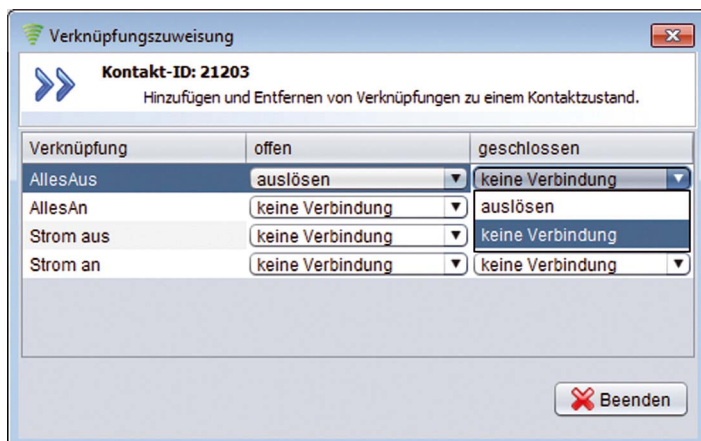 Verknüpfungszuweisung
Kontakt-ID: 21203
Hinzufügen und Entfernen von Verknüpfungen zu einem Kontaktzustand.
Verknüpfung offen geschlossen
AllesAus auslösen keine Verbindung
AllesAn keine Verbindung auslösen
Strom aus keine Verbindung keine Verbindung
Strom an keine Verbindung keine Verbindung
Beenden